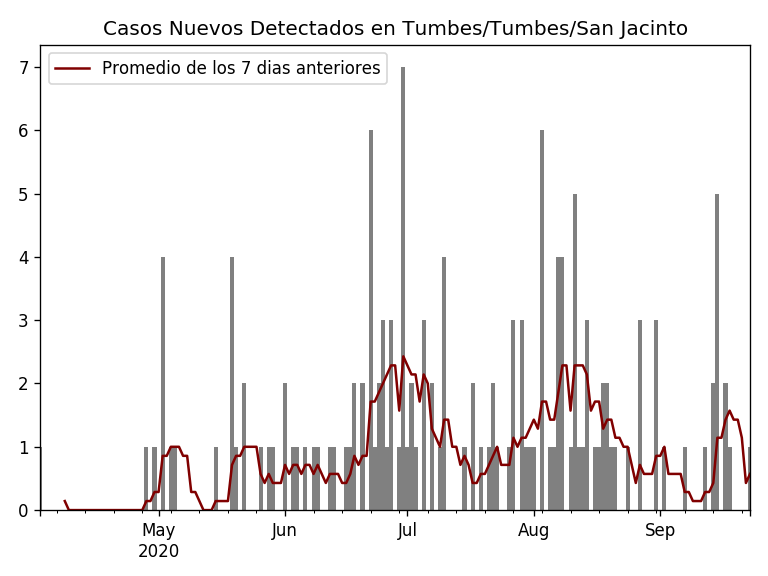 Casos Nuevos Detectados en Tumbes/Tumbes/San Jacinto
Promedio de los 7 dias anteriores
7
6
5
4
3
2
1
0
May
2020
Jun
Jul
Aug
Sep